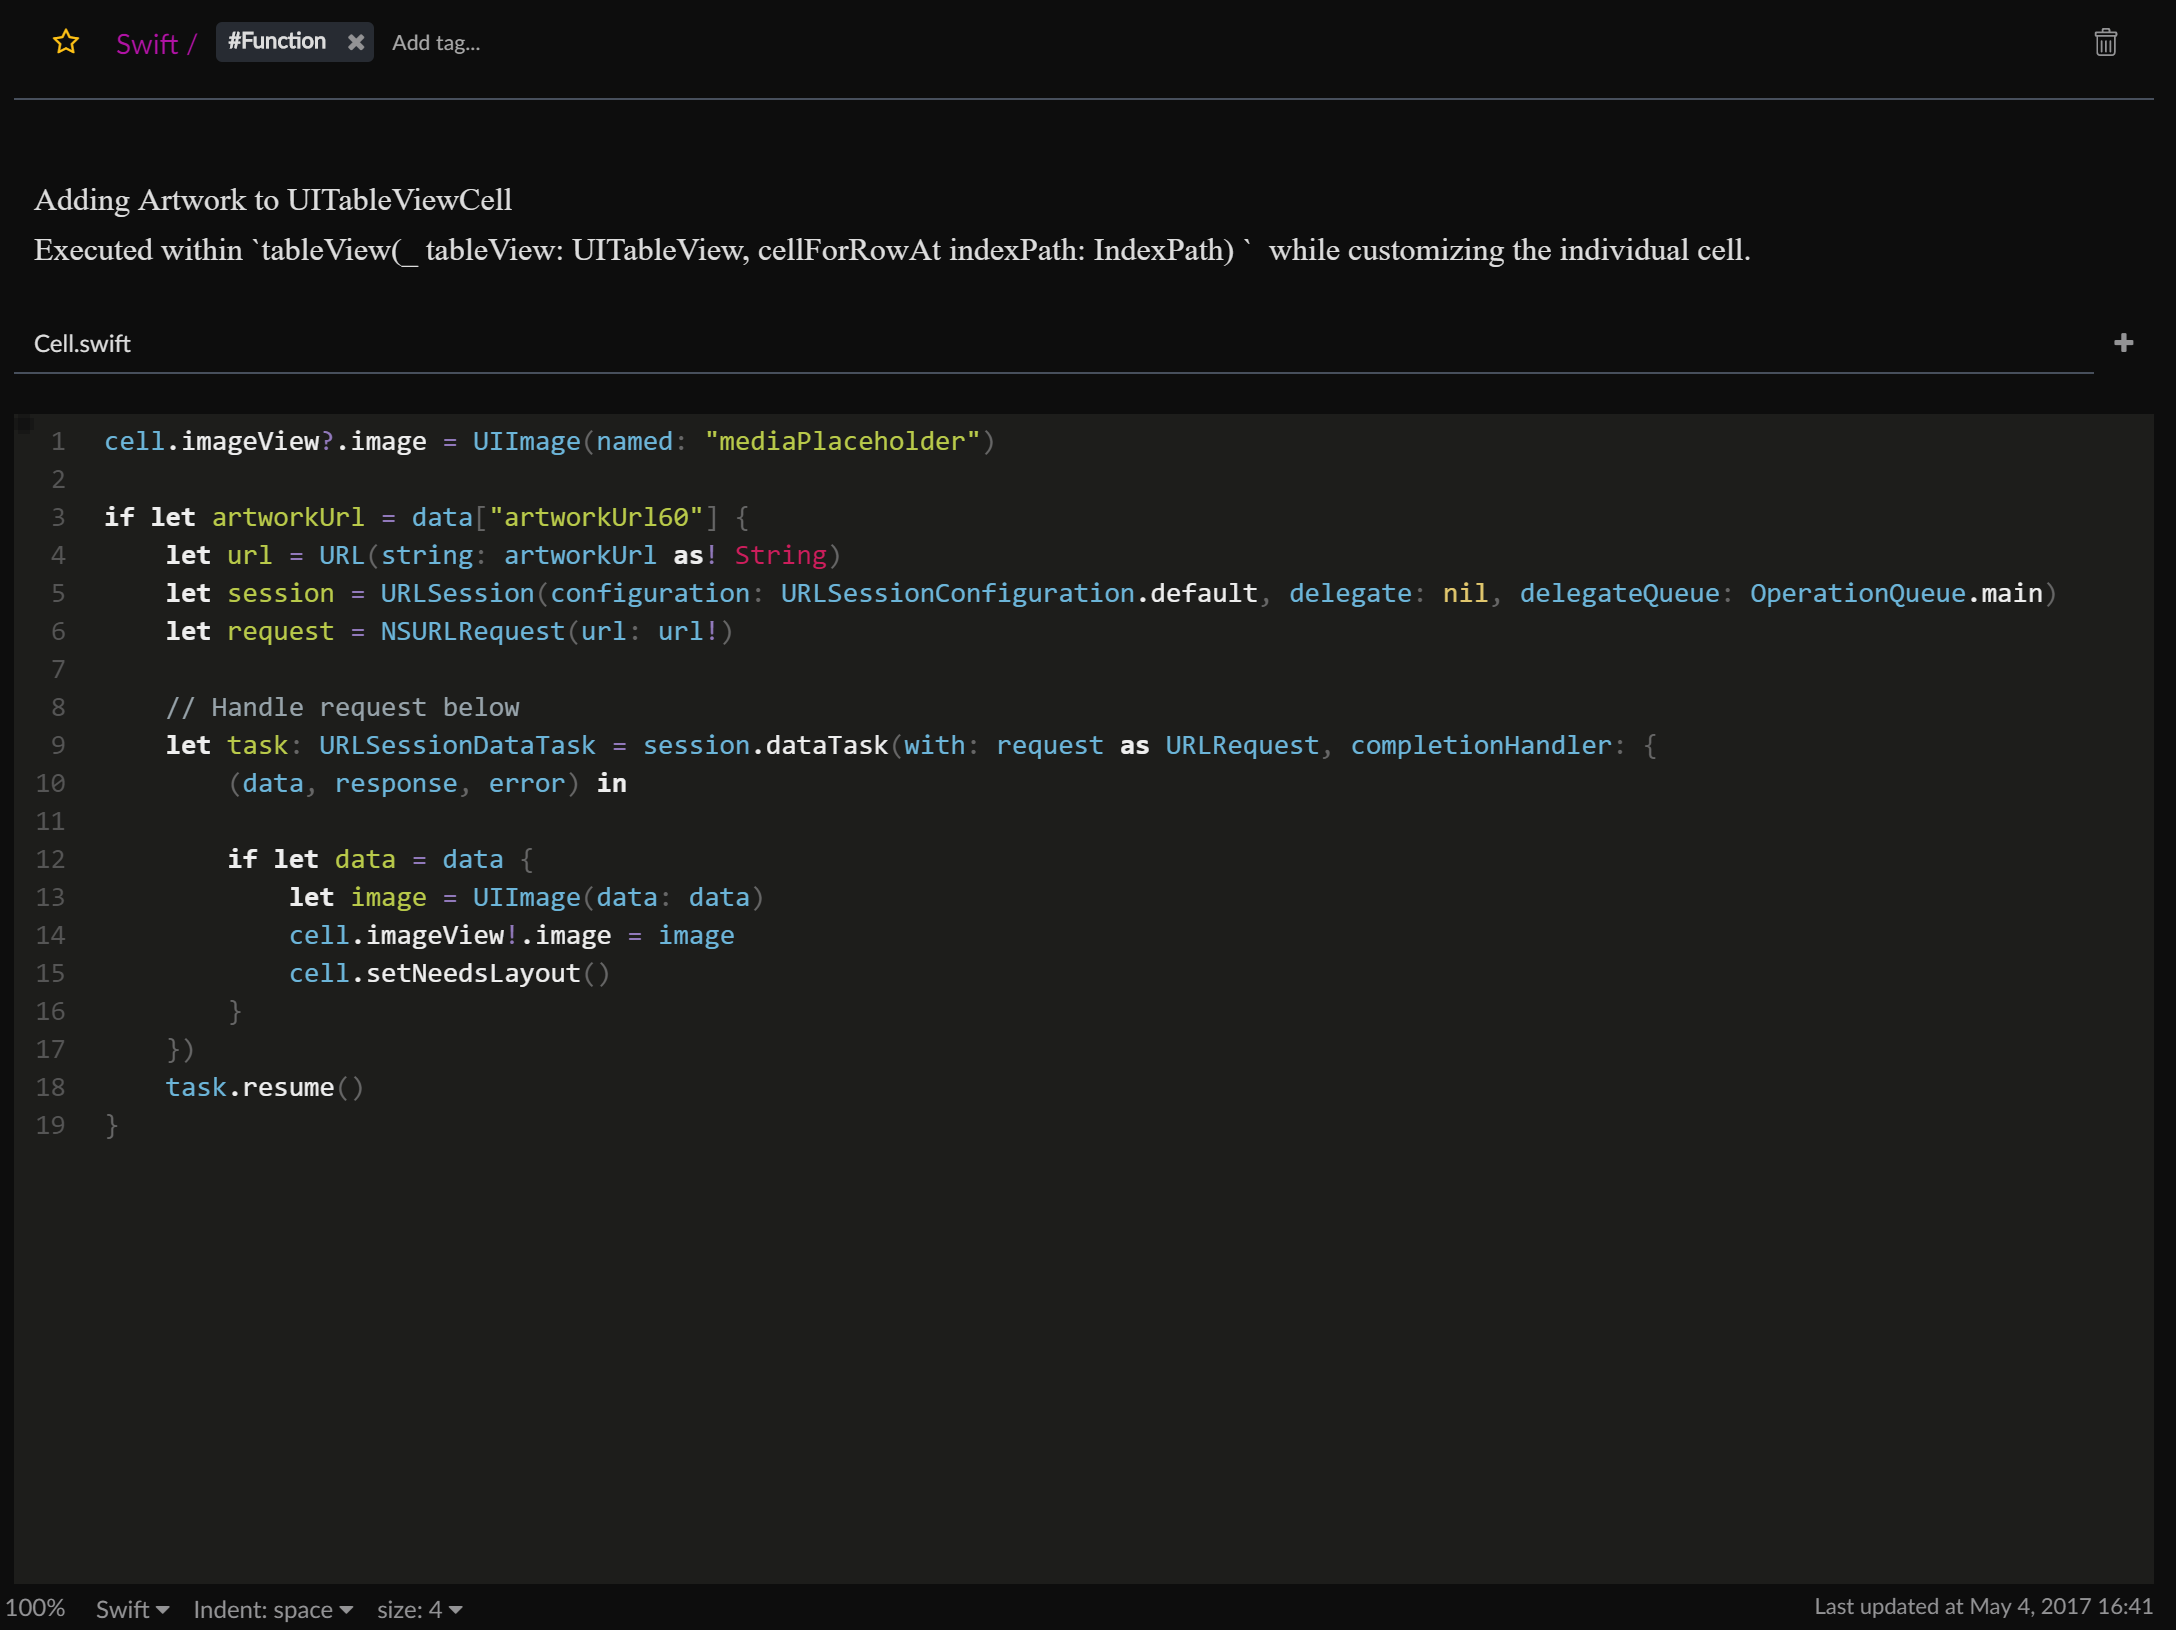 Swift / #Function Add tag...
Adding Artwork to UITableViewCell
Executed within `tableView(_ tableView: UITableView, cellForRowAt indexPath: IndexPath) `  while customizing the individual cell.
Cell.swift
1 cell.imageView?.image = UIImage(named: "mediaPlaceholder")
2
3 if let artworkUrl = data["artworkUrl60"] {
4     let url = URL(string: artworkUrl as! String)
5     let session = URLSession(configuration: URLSessionConfiguration.default, delegate: nil, delegateQueue: OperationQueue.main)
6     let request = NSURLRequest(url: url!)
7
8     // Handle request below
9     let task: URLSessionDataTask = session.dataTask(with: request as URLRequest, completionHandler: {
10         (data, response, error) in
11
12         if let data = data {
13             let image = UIImage(data: data)
14             cell.imageView!.image = image
15             cell.setNeedsLayout()
16         }
17     })
18     task.resume()
19 }
100% Swift Indent: space size: 4 Last updated at May 4, 2017 16:41